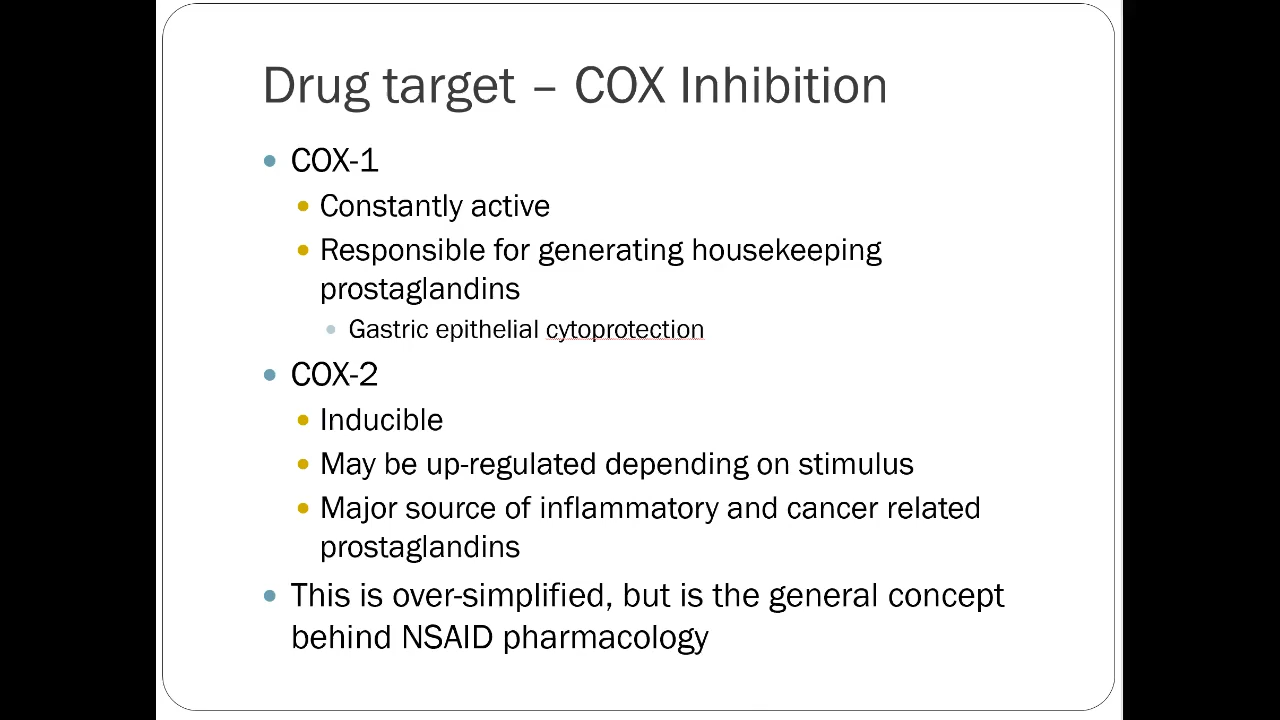 Drug target – COX Inhibition
COX-1
Constantly active
Responsible for generating housekeeping
prostaglandins
Gastric epithelial cytoprotection
COX-2
Inducible
May be up-regulated depending on stimulus
Major source of inflammatory and cancer related
prostaglandins
This is over-simplified, but is the general concept
behind NSAID pharmacology